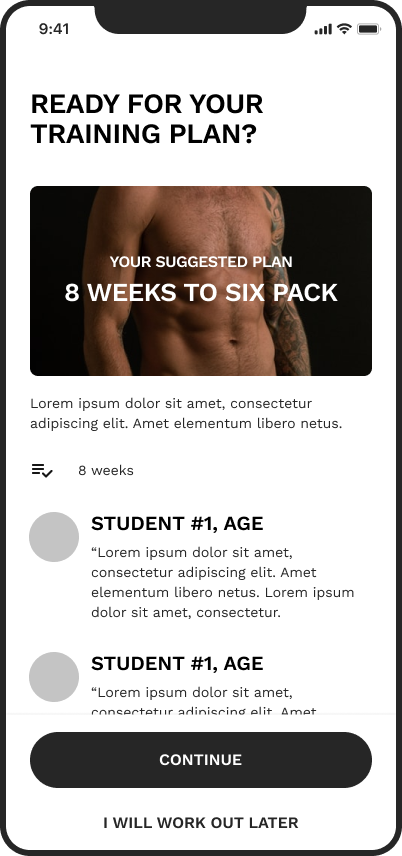 9:41
READY FOR YOUR
TRAINING PLAN?
YOUR SUGGESTED PLAN
8 WEEKS TO SIX PACK
Lorem ipsum dolor sit amet, consectetur
adipiscing elit. Amet elementum libero netus.
8 weeks
STUDENT #1, AGE
“Lorem ipsum dolor sit amet,
consectetur adipiscing elit. Amet
elementum libero netus. Lorem ipsum
dolor sit amet, consectetur.
STUDENT #1, AGE
“Lorem ipsum dolor sit amet,
consectetur adipiscing elit. Amet
CONTINUE
I WILL WORK OUT LATER